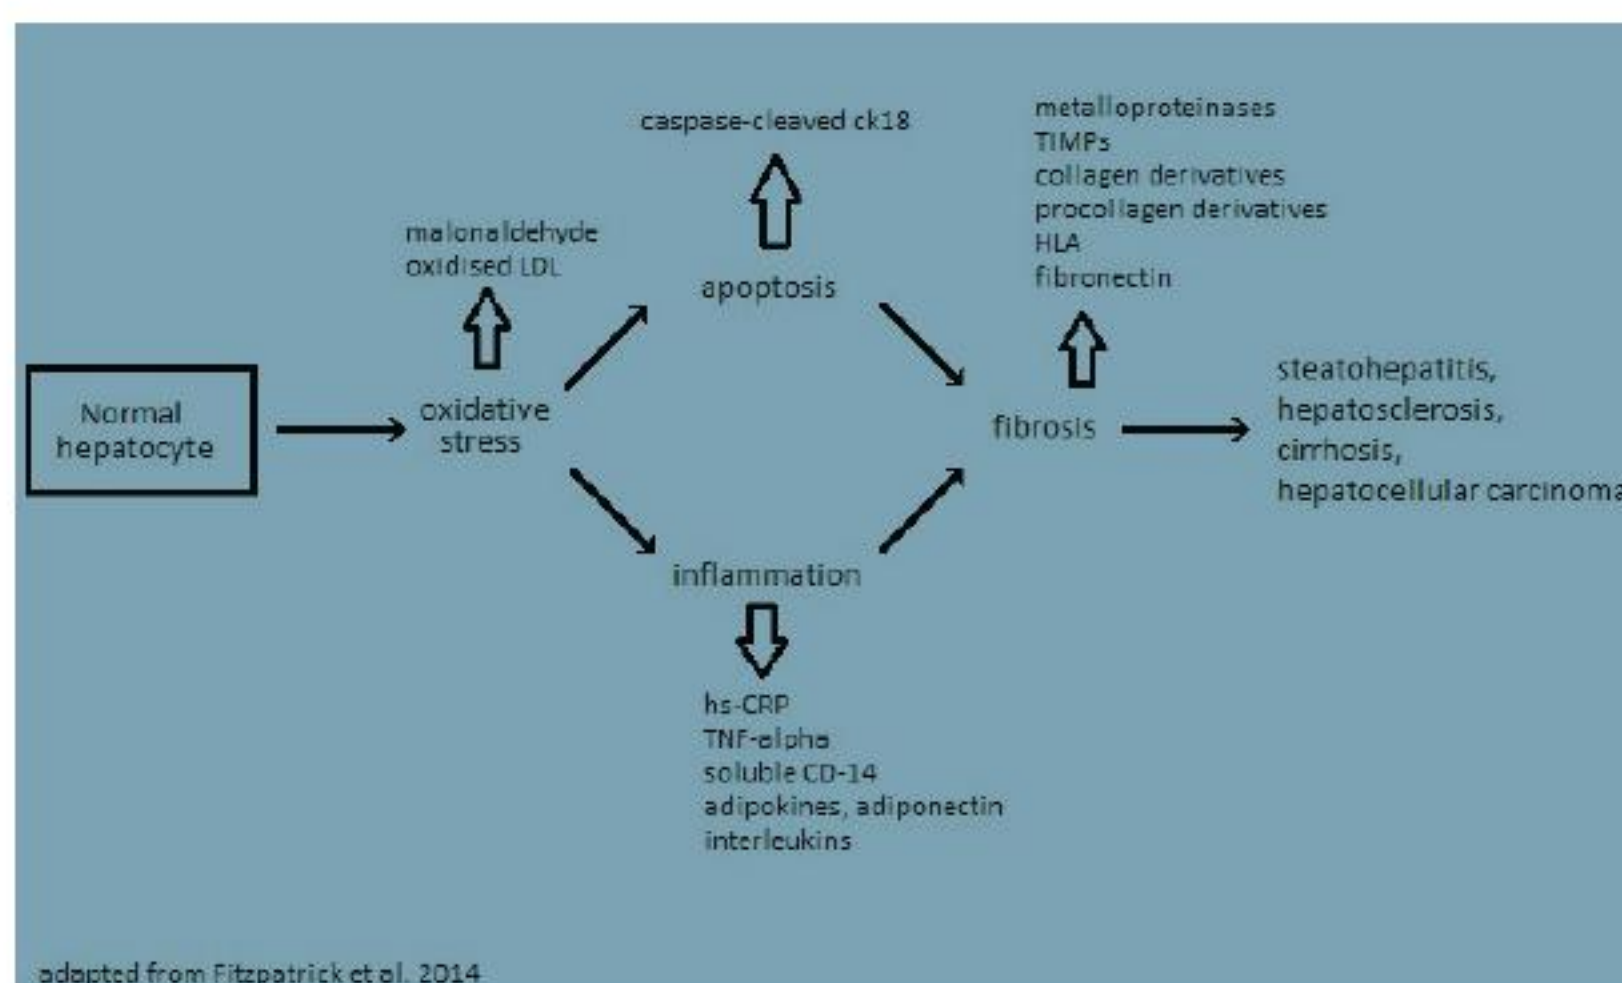 caspase-cleaved ck18
metalloproteinases
TIMPs
collagen derivatives
procollagen derivatives
HLA
fibronectin
malonaldehyde
oxidised LDL
apoptosis
Normal
hepatocyte
oxidative
stress
fibrosis
steatohepatitis,
hepatosclerosis,
cirrhosis,
hepatocellular carcinoma
inflammation
hs-CRP
TNF-alpha
soluble CD-14
adipokines, adiponectin
interleukins
adapted from Fitzpatrick et al. 2014